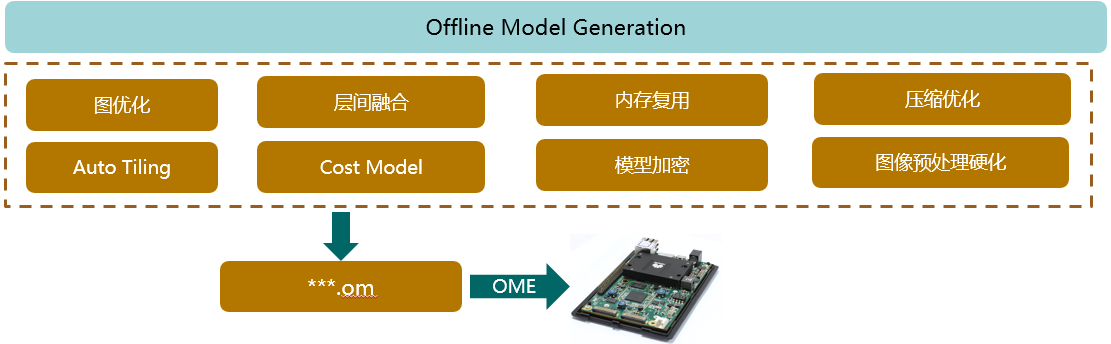 Offline Model Generation
图优化
层间融合
内存复用
压缩优化
Auto Tiling
Cost Model
模型加密
图像预处理硬化
***.om
OME